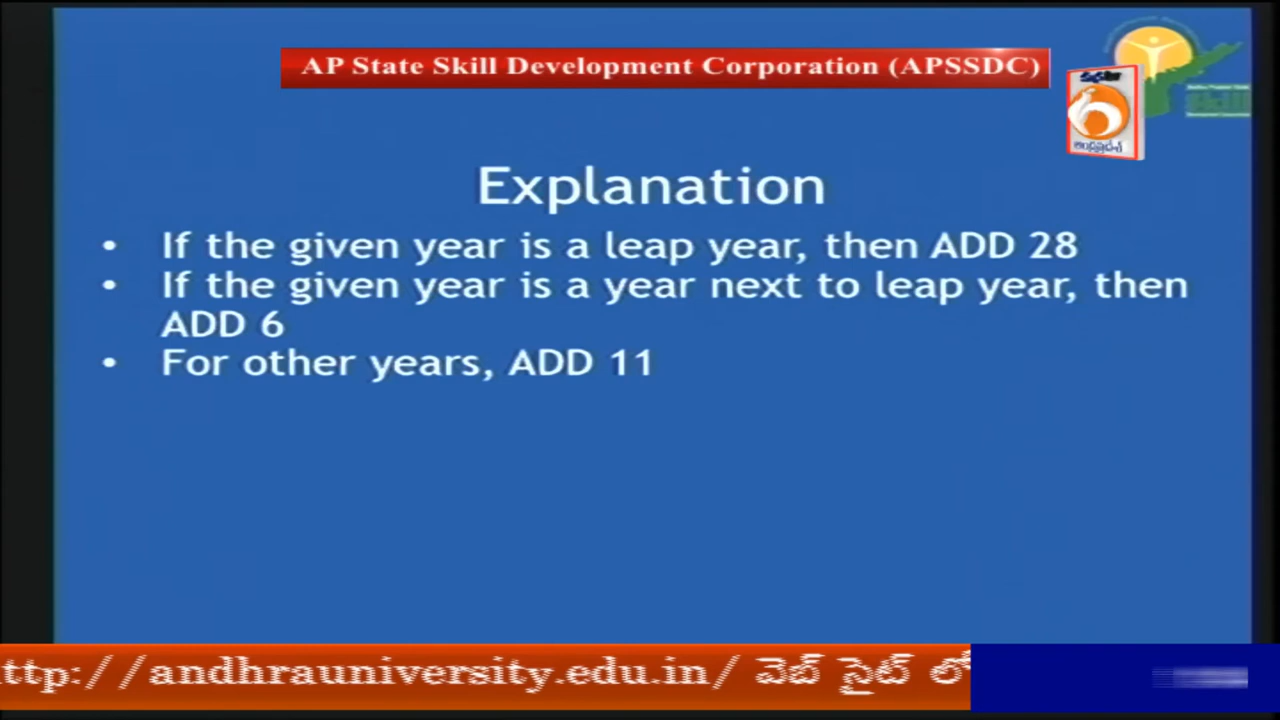 AP State Skill Development Corporation (APSSDC)
ఆంధ్రప్రదేశ్
Explanation
• If the given year is a leap year, then ADD 28
• If the given year is a year next to leap year, then
ADD 6
• For other years, ADD 11
ttp://andhrauniversity.edu.in/ వెబ్ సైట్ లో